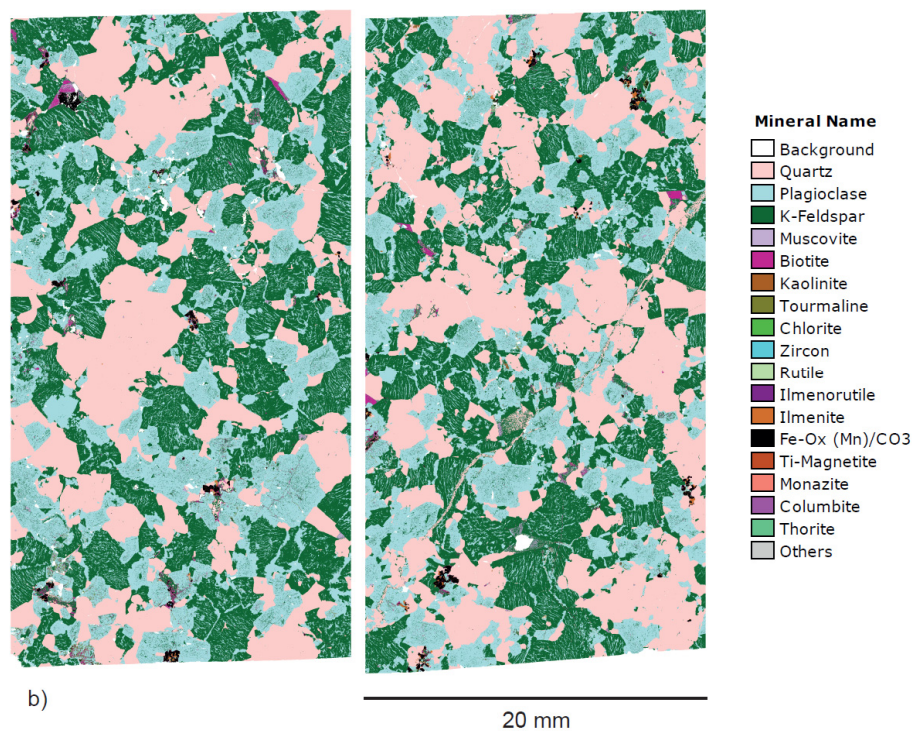 Mineral Name
Background
Quartz
Plagioclase
K-Feldspar
Muscovite
Biotite
Kaolinite
Tourmaline
Chlorite
Zircon
Rutile
Ilmenorutile
Ilmenite
Fe-Ox (Mn)/CO3
Ti-Magnetite
Monazite
Columbite
Thorite
Others
b)
20 mm